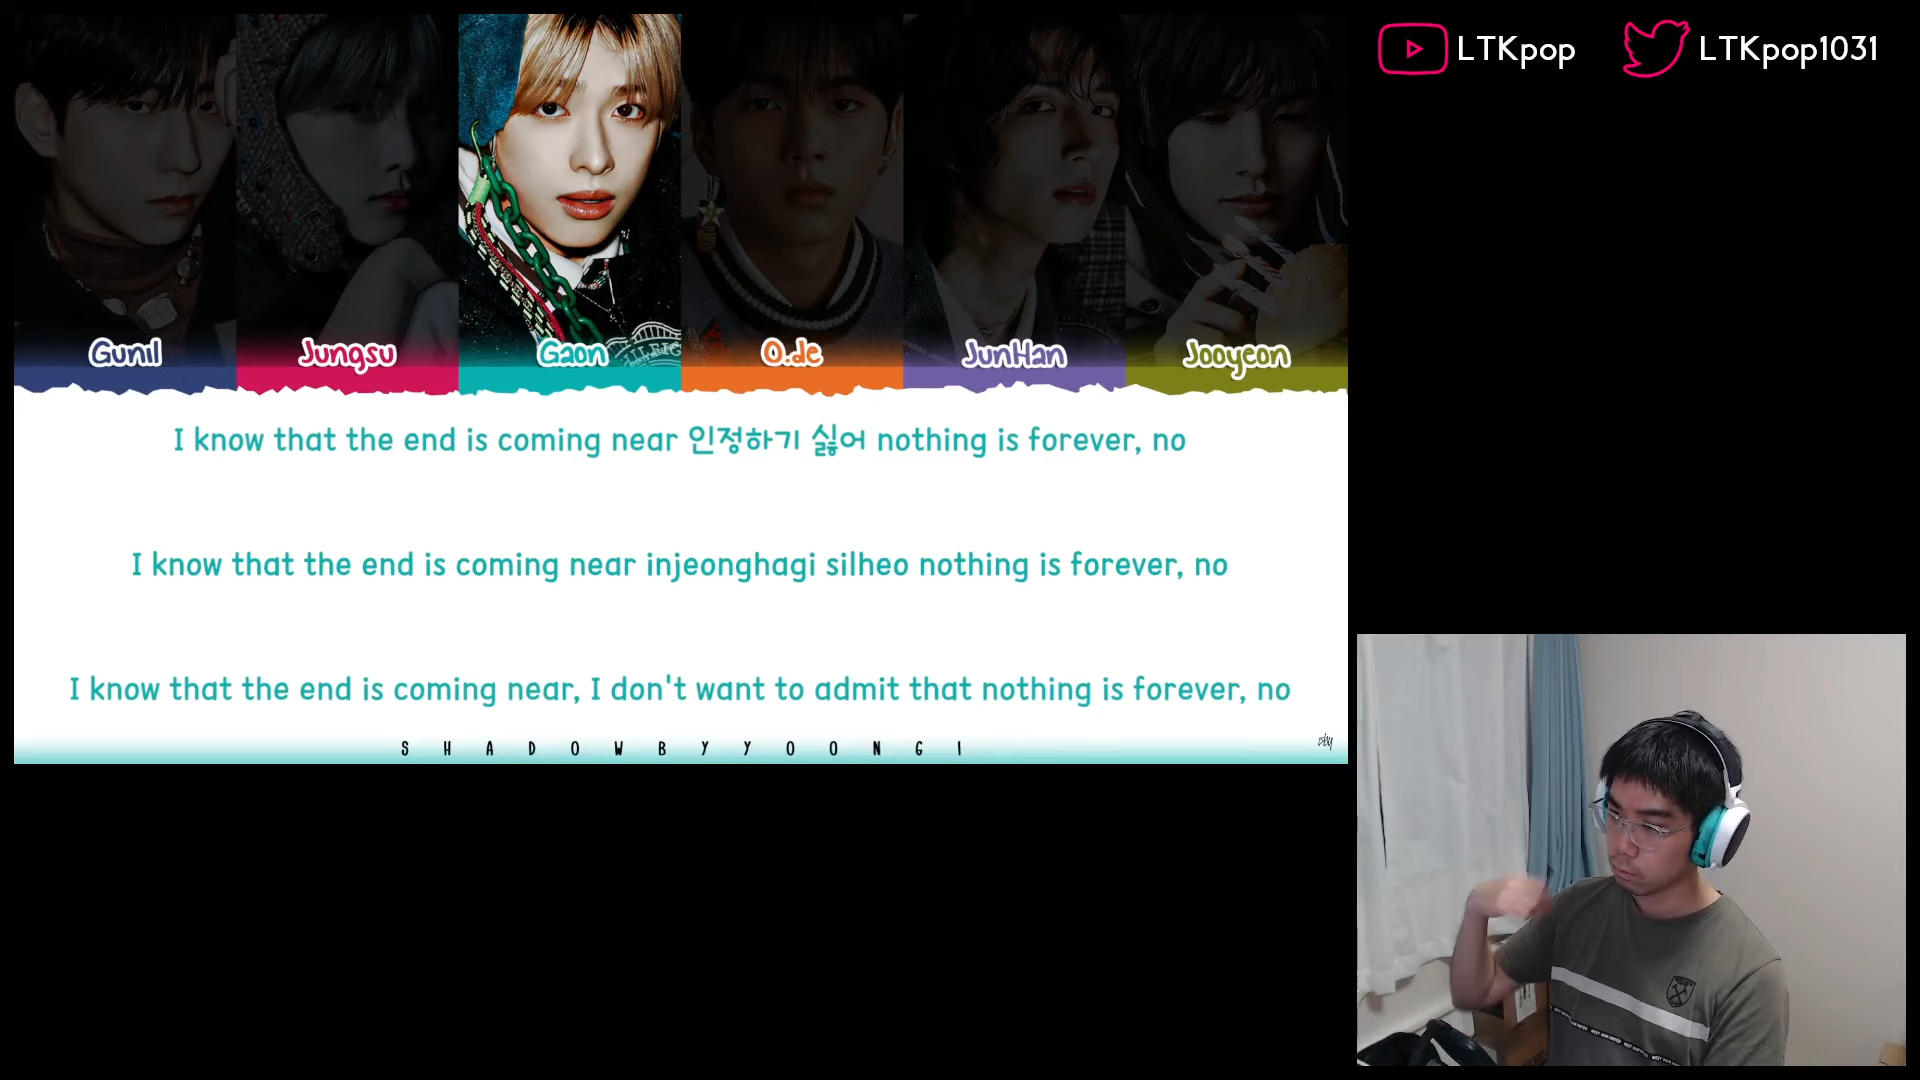 LTKpop
LTKpop1031
Gunil
Jungsu
Gaon
O.de
JunHan
Jooyeon
I know that the end is coming near 인정하기 싫어 nothing is forever, no
I know that the end is coming near injeonghagi silheo nothing is forever, no
I know that the end is coming near, I don't want to admit that nothing is forever, no
SHADOWBYYOONGI
sby